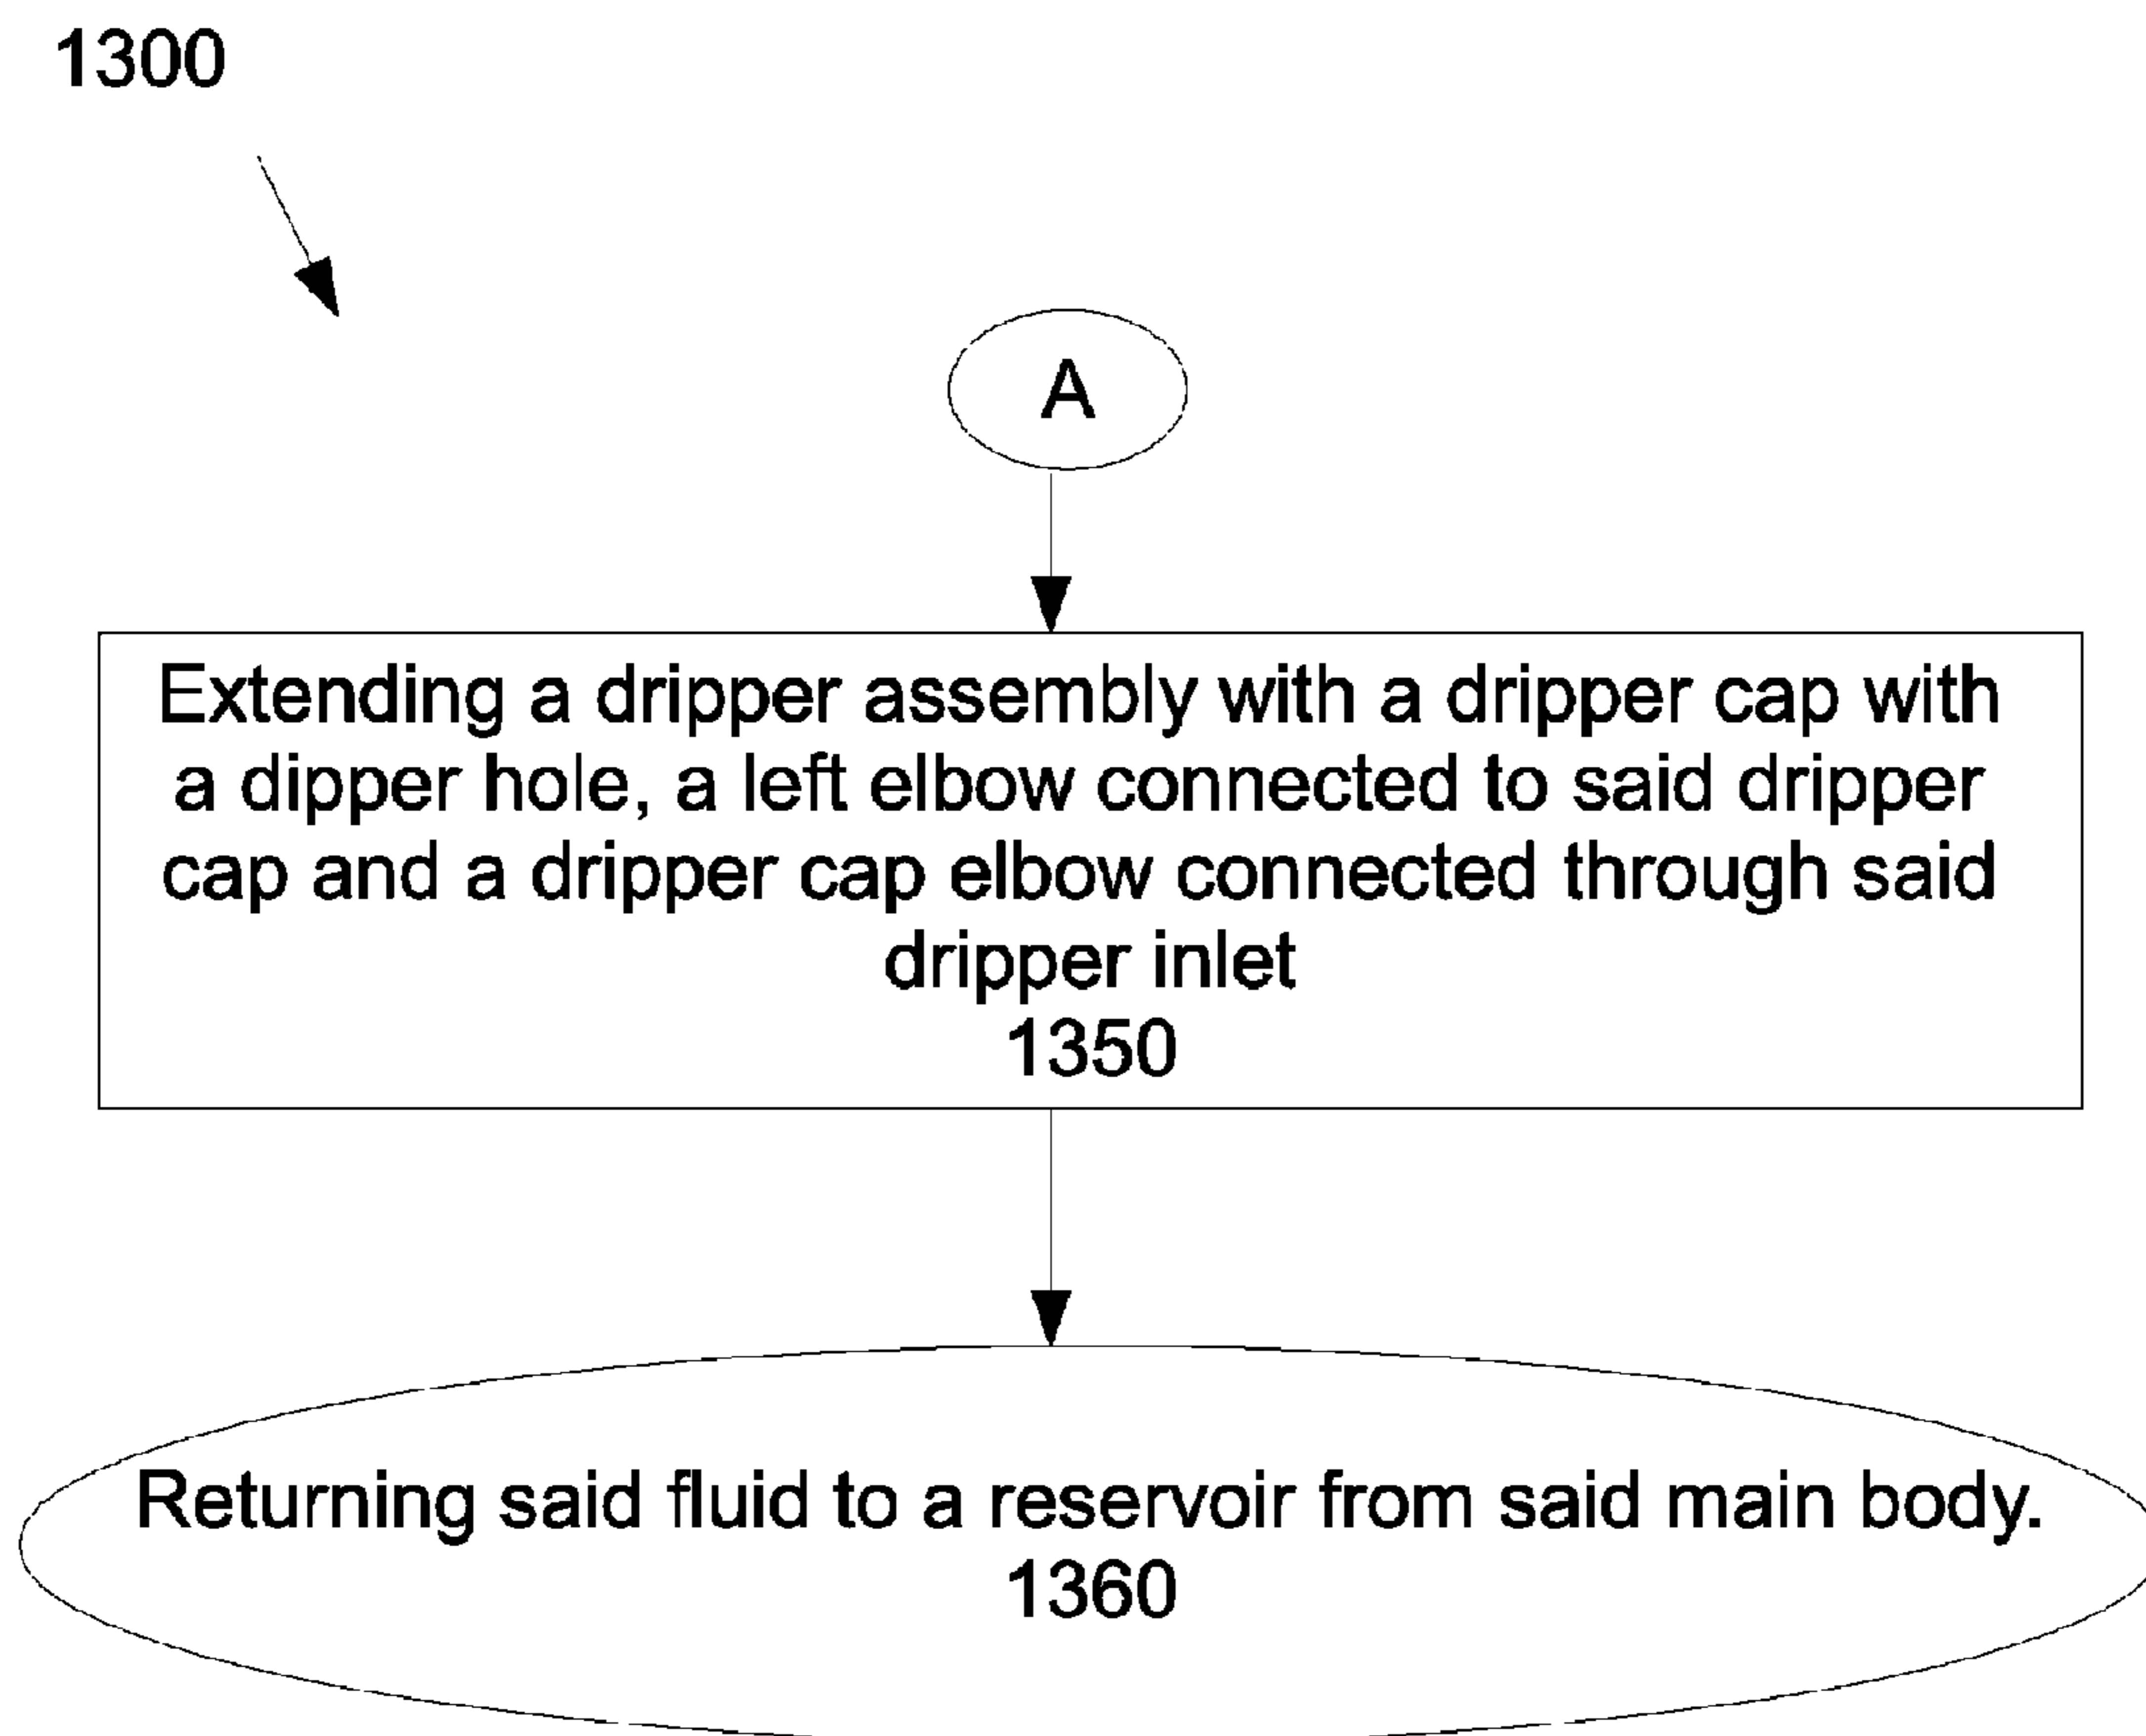 1300
A
Extending a dripper assembly with a dripper cap with
a dipper hole, a left elbow connected to said dripper
cap and a dripper cap elbow connected through said
dripper inlet
1350
Returning said fluid to a reservoir from said main body.
1360